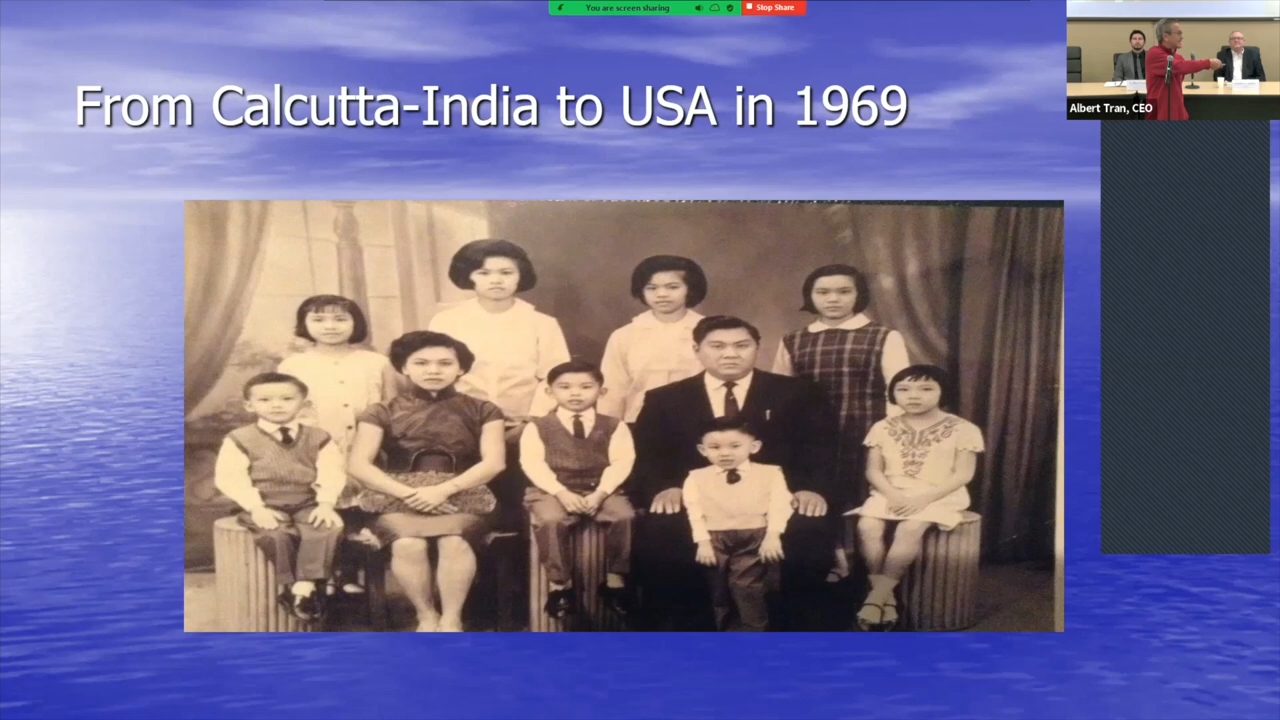 You are screen sharing
Stop Share
From Calcutta-India to USA in 1969
Albert Tran, CEO